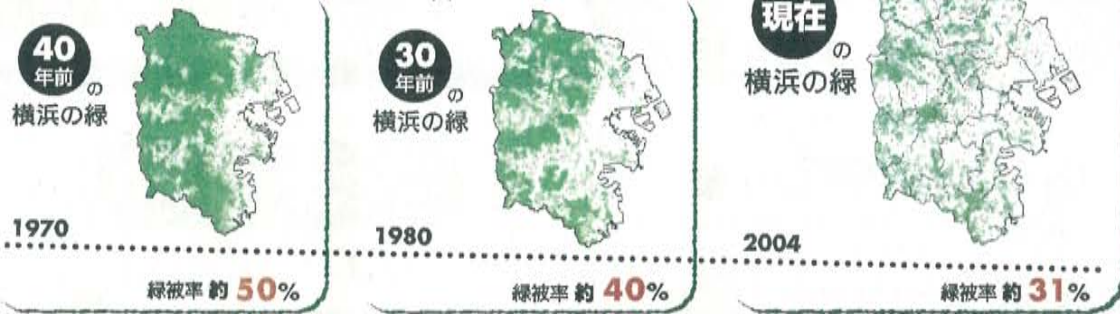 40
年前の
横浜の緑
1970
緑被率 約 50%
30
年前の
横浜の緑
1980
緑被率 約 40%
現在の
横浜の緑
2004
緑被率 約 31%